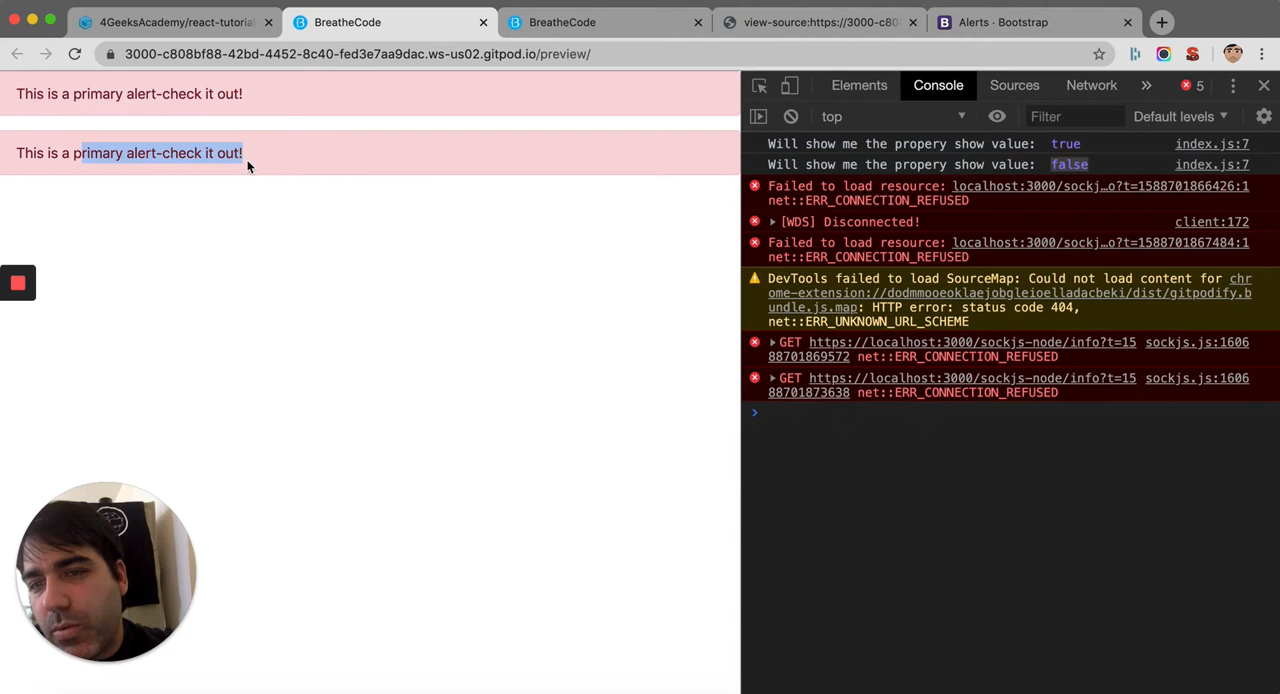 4GeeksAcademy/react-tutorial
BreatheCode
BreatheCode
view-source:https://3000-c80
Alerts · Bootstrap
3000-c808bf88-42bd-4452-8c40-fed3e7aa9dac.ws-us02.gitpod.io/preview/
This is a primary alert-check it out!
This is a primary alert-check it out!
Elements
Console
Sources
Network
»
5
top
Filter
Default levels
Will show me the propery show value: true index.js:7
Will show me the propery show value: false index.js:7
Failed to load resource: localhost:3000/sockj…o?t=1588701866426:1
net::ERR_CONNECTION_REFUSED
[WDS] Disconnected! client:172
Failed to load resource: localhost:3000/sockj…o?t=1588701867484:1
net::ERR_CONNECTION_REFUSED
DevTools failed to load SourceMap: Could not load content for chr
ome-extension://dodmmooeoklaejobgleioelladacbeki/dist/gitpodify.b
undle.js.map: HTTP error: status code 404,
net::ERR_UNKNOWN_URL_SCHEME
GET https://localhost:3000/sockjs-node/info?t=15 sockjs.js:1606
88701869572 net::ERR_CONNECTION_REFUSED
GET https://localhost:3000/sockjs-node/info?t=15 sockjs.js:1606
88701873638 net::ERR_CONNECTION_REFUSED